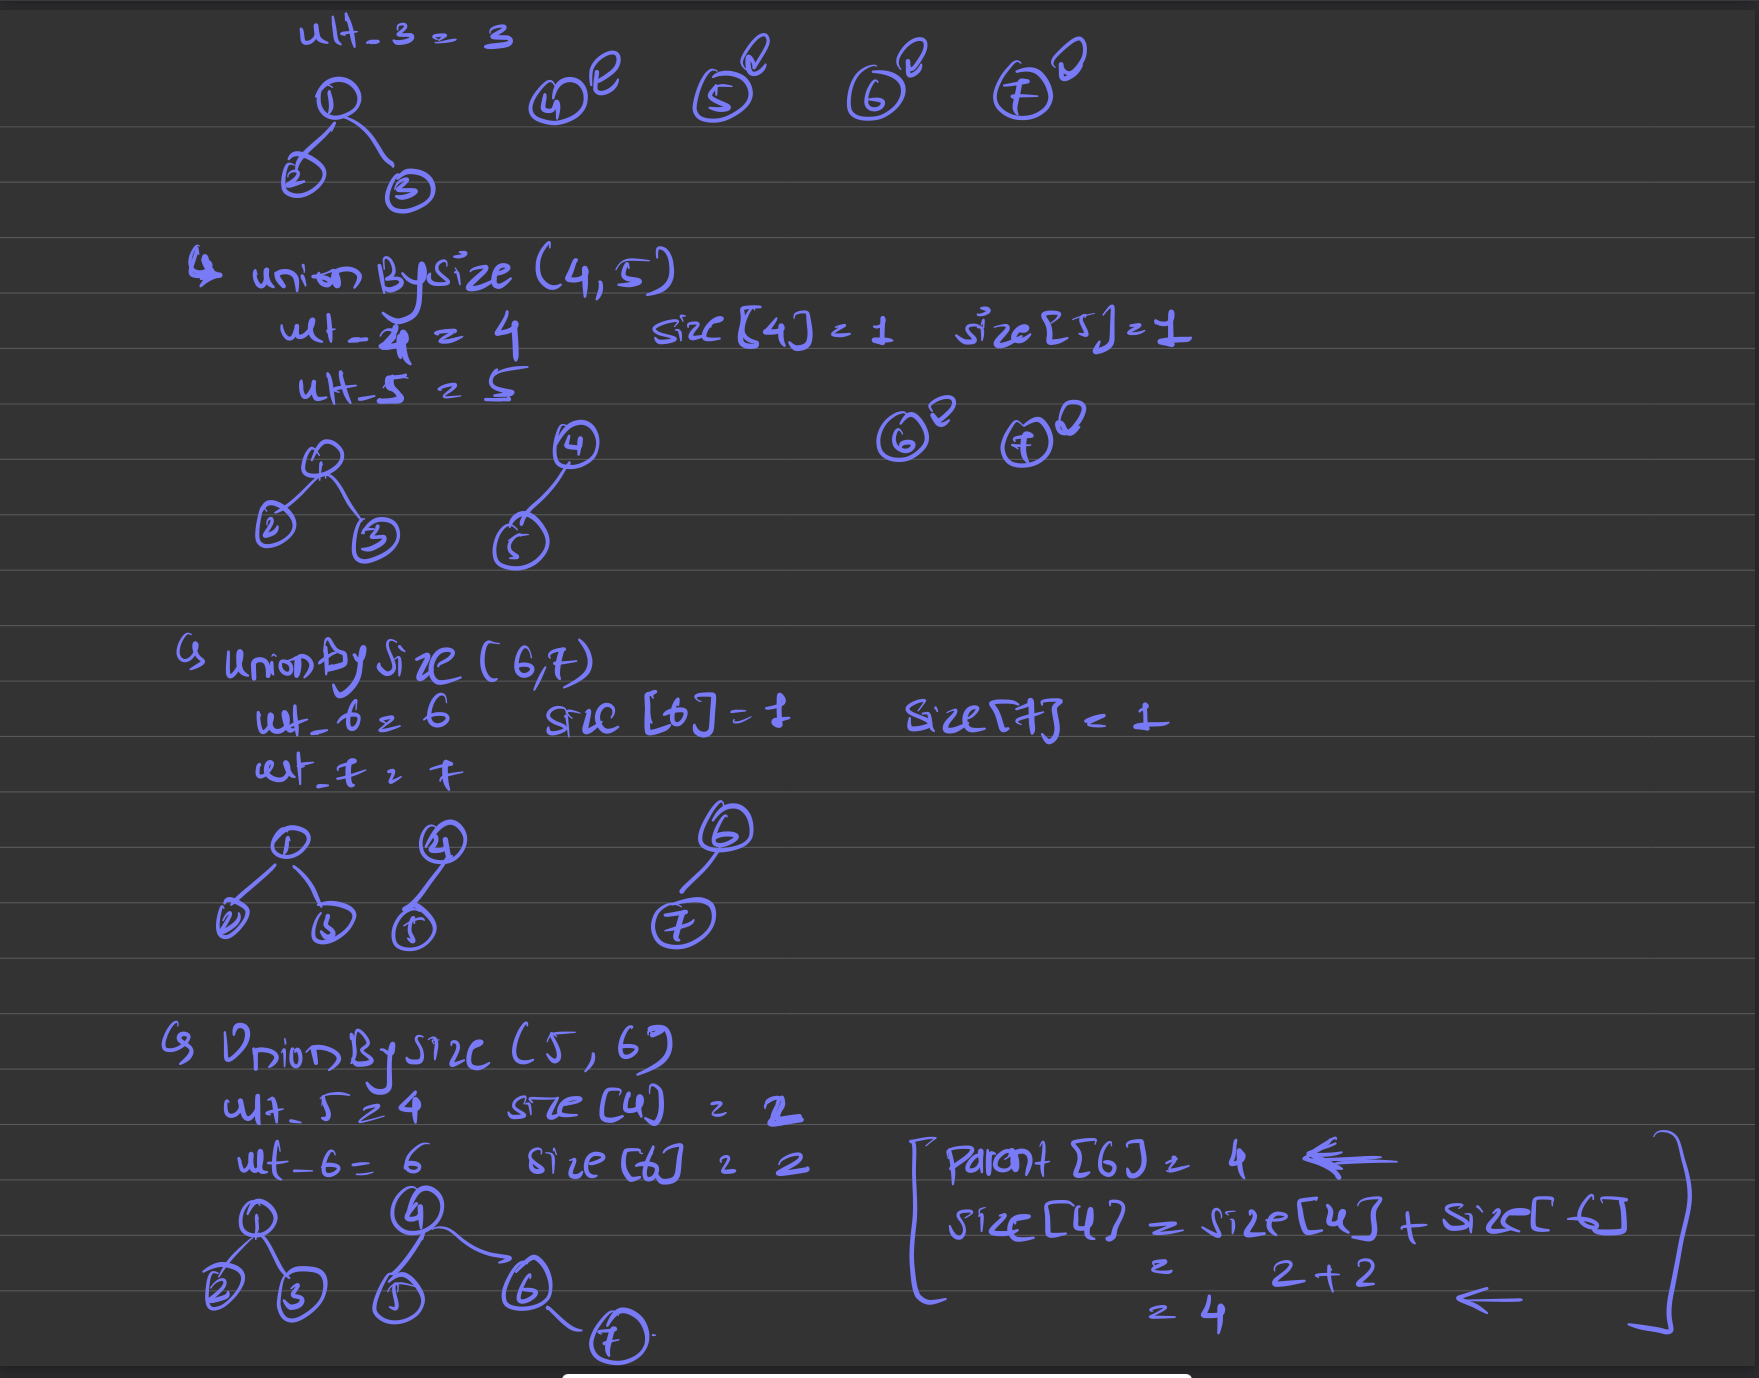 ult_3 = 3
1 4 5 6 7
2 3
unionBySize (4,5)
ult_4 = 4 size [4] = 1 size [5] = 1
ult_5 = 5
1 4 6 7
2 3 5
UnionBySize (6,7)
ult_6 = 6 size [6] = 1 size [7] = 1
ult_7 = 7
1 4 6
2 3 5 7
UnionBySize (5, 6)
ult_5 = 4 size [4] = 2
ult_6 = 6 size [6] = 2
parent [6] = 4 ←
size [4] = size [4] + size [6]
= 2 + 2
= 4 ←
1 4
2 3 5 6
7